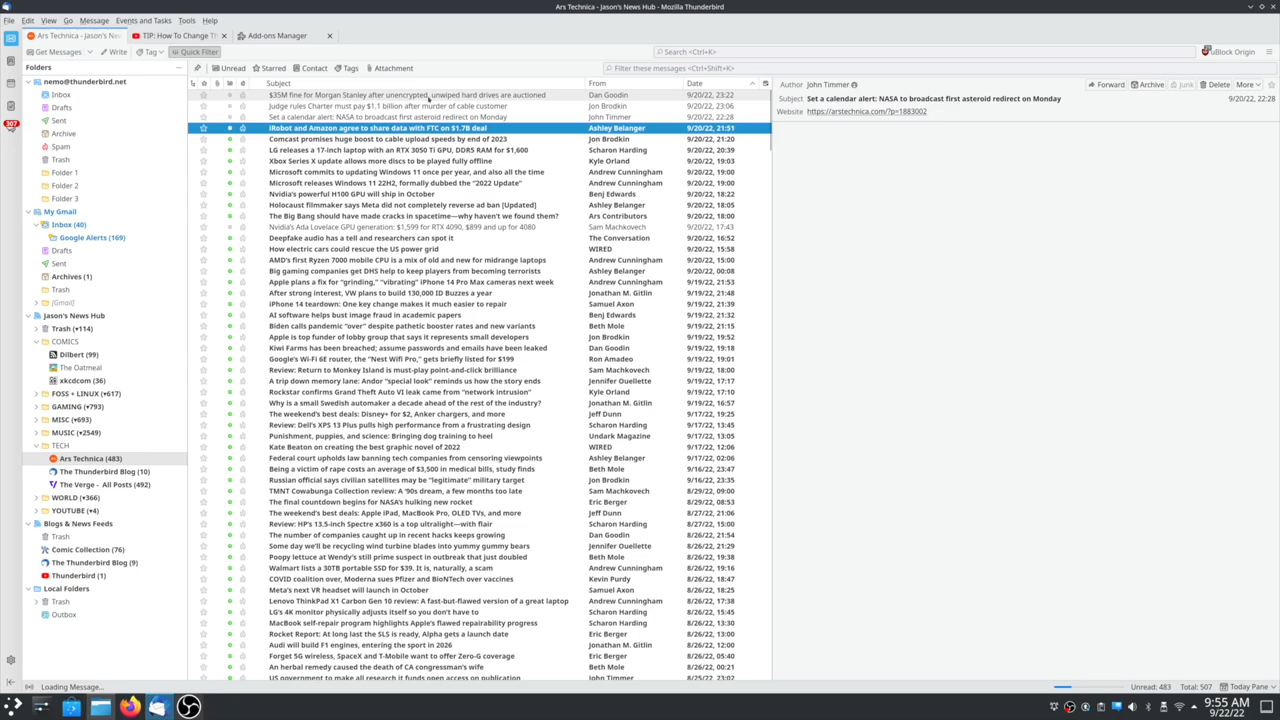 Ars Technica - Jason's News Hub - Mozilla Thunderbird
File Edit View Go Message Events and Tasks Tools Help
Ars Technica - Jason's Nev
TIP: How To Change Th
Add-ons Manager
Get Messages Write Tag Quick Filter Search <Ctrl+K> uBlock Origin
Folders
nemo@thunderbird.net
Inbox
Drafts
Sent
Archive
Spam
Trash
Folder 1
Folder 2
Folder 3
My Gmail
Inbox (40)
Google Alerts (169)
Drafts
Sent
Archives (1)
Trash
[Gmail]
Jason's News Hub
Trash (▾114)
COMICS
Dilbert (99)
The Oatmeal
xkcdcom (36)
FOSS + LINUX (▾617)
GAMING (▾793)
MISC (▾693)
MUSIC (▾2549)
TECH
Ars Technica (483)
The Thunderbird Blog (10)
The Verge - All Posts (492)
WORLD (▾366)
YOUTUBE (▾4)
Blogs & News Feeds
Trash
Comic Collection (76)
The Thunderbird Blog (9)
Thunderbird (1)
Local Folders
Trash
Outbox
307
Unread Starred Contact Tags Attachment Filter these messages <Ctrl+Shift+K>
Subject From Date
$35M fine for Morgan Stanley after unencrypted, unwiped hard drives are auctioned Dan Goodin 9/20/22, 23:22
Judge rules Charter must pay $1.1 billion after murder of cable customer Jon Brodkin 9/20/22, 23:06
Set a calendar alert: NASA to broadcast first asteroid redirect on Monday John Timmer 9/20/22, 22:28
iRobot and Amazon agree to share data with FTC on $1.7B deal Ashley Belanger 9/20/22, 21:51
Comcast promises huge boost to cable upload speeds by end of 2023 Jon Brodkin 9/20/22, 21:20
LG releases a 17-inch laptop with an RTX 3050 Ti GPU, DDR5 RAM for $1,600 Scharon Harding 9/20/22, 20:39
Xbox Series X update allows more discs to be played fully offline Kyle Orland 9/20/22, 19:03
Microsoft commits to updating Windows 11 once per year, and also all the time Andrew Cunningham 9/20/22, 19:00
Microsoft releases Windows 11 22H2, formally dubbed the "2022 Update" Andrew Cunningham 9/20/22, 19:00
Nvidia's powerful H100 GPU will ship in October Benj Edwards 9/20/22, 18:22
Holocaust filmmaker says Meta did not completely reverse ad ban [Updated] Ashley Belanger 9/20/22, 18:05
The Big Bang should have made cracks in spacetime—why haven't we found them? Ars Contributors 9/20/22, 18:00
Nvidia's Ada Lovelace GPU generation: $1,599 for RTX 4090, $899 and up for 4080 Sam Machkovech 9/20/22, 17:43
Deepfake audio has a tell and researchers can spot it The Conversation 9/20/22, 16:52
How electric cars could rescue the US power grid WIRED 9/20/22, 15:58
AMD's first Ryzen 7000 mobile CPU is a mix of old and new for midrange laptops Andrew Cunningham 9/20/22, 15:00
Big gaming companies get DHS help to keep players from becoming terrorists Ashley Belanger 9/20/22, 00:08
Apple plans a fix for "grinding," "vibrating" iPhone 14 Pro Max cameras next week Andrew Cunningham 9/19/22, 23:51
After strong interest, VW plans to build 130,000 ID Buzzes a year Jonathan M. Gitlin 9/19/22, 21:48
iPhone 14 teardown: One key change makes it much easier to repair Samuel Axon 9/19/22, 21:39
AI software helps bust image fraud in academic papers Benj Edwards 9/19/22, 21:32
Biden calls pandemic "over" despite pathetic booster rates and new variants Beth Mole 9/19/22, 21:15
Apple is top funder of lobby group that says it represents small developers Jon Brodkin 9/19/22, 19:52
Kiwi Farms has been breached; assume passwords and emails have been leaked Dan Goodin 9/19/22, 19:18
Google's Wi-Fi 6E router, the "Nest Wifi Pro," gets briefly listed for $199 Ron Amadeo 9/19/22, 19:01
Review: Return to Monkey Island is must-play point-and-click brilliance Sam Machkovech 9/19/22, 18:00
A trip down memory lane: Andor "special look" reminds us how the story ends Jennifer Ouellette 9/19/22, 17:17
Rockstar confirms Grand Theft Auto VI leak came from "network intrusion" Kyle Orland 9/19/22, 17:10
Why is a small Swedish automaker a decade ahead of the rest of the industry? Jonathan M. Gitlin 9/19/22, 16:57
The weekend's best deals: Disney+ for $2, Anker chargers, and more Jeff Dunn 9/17/22, 19:25
Review: Dell's XPS 13 Plus pulls high performance from a frustrating design Scharon Harding 9/17/22, 13:45
Punishment, puppies, and science: Bringing dog training to heel Undark Magazine 9/17/22, 13:05
Kate Beaton on creating the best graphic novel of 2022 WIRED 9/17/22, 12:06
Federal court upholds law banning tech companies from censoring viewpoints Ashley Belanger 9/17/22, 02:06
Being a victim of rape costs an average of $3,500 in medical bills, study finds Beth Mole 9/16/22, 23:47
Russian official says civilian satellites may be "legitimate" military target Jon Brodkin 9/16/22, 23:35
TMNT Cowabunga Collection review: A '90s dream, a few months too late Sam Machkovech 8/29/22, 09:00
The final countdown begins for NASA's hulking new rocket Eric Berger 8/29/22, 08:53
The weekend's best deals: Apple iPad, MacBook Pro, OLED TVs, and more Jeff Dunn 8/27/22, 21:06
Review: HP's 13.5-inch Spectre x360 is a top ultralight—with flair Scharon Harding 8/27/22, 15:00
The number of companies caught up in recent hacks keeps growing Dan Goodin 8/26/22, 21:54
Some day we'll be recycling wind turbine blades into yummy gummy bears Jennifer Ouellette 8/26/22, 21:29
Poopy lettuce at Wendy's still prime suspect in outbreak that just doubled Beth Mole 8/26/22, 19:38
Walmart lists a 30TB portable SSD for $39. It is, naturally, a scam Andrew Cunningham 8/26/22, 19:16
COVID coalition over, Moderna sues Pfizer and BioNTech over vaccines Kevin Purdy 8/26/22, 18:47
Meta's next VR headset will launch in October Samuel Axon 8/26/22, 18:25
Lenovo ThinkPad X1 Carbon Gen 10 review: A fast-but-flawed version of a great laptop Andrew Cunningham 8/26/22, 17:38
LG's 4K monitor physically adjusts itself so you don't have to Scharon Harding 8/26/22, 15:45
MacBook self-repair program highlights Apple's flawed repairability progress Scharon Harding 8/26/22, 13:30
Rocket Report: At long last the SLS is ready, Alpha gets a launch date Eric Berger 8/26/22, 13:00
Audi will build F1 engines, entering the sport in 2026 Jonathan M. Gitlin 8/26/22, 12:00
Forget 5G wireless, SpaceX and T-Mobile want to offer Zero-G coverage Eric Berger 8/26/22, 05:40
An herbal remedy caused the death of CA congressman's wife Beth Mole 8/26/22, 00:21
US government to make all research it funds open access on publication John Timmer 8/25/22, 23:02
Author John Timmer Forward Archive Junk Delete More
Subject Set a calendar alert: NASA to broadcast first asteroid redirect on Monday 9/20/22, 22:28
Website https://arstechnica.com/?p=1883002
Loading Message... Unread: 483 Total: 507 Today Pane
9:55 AM
9/22/22